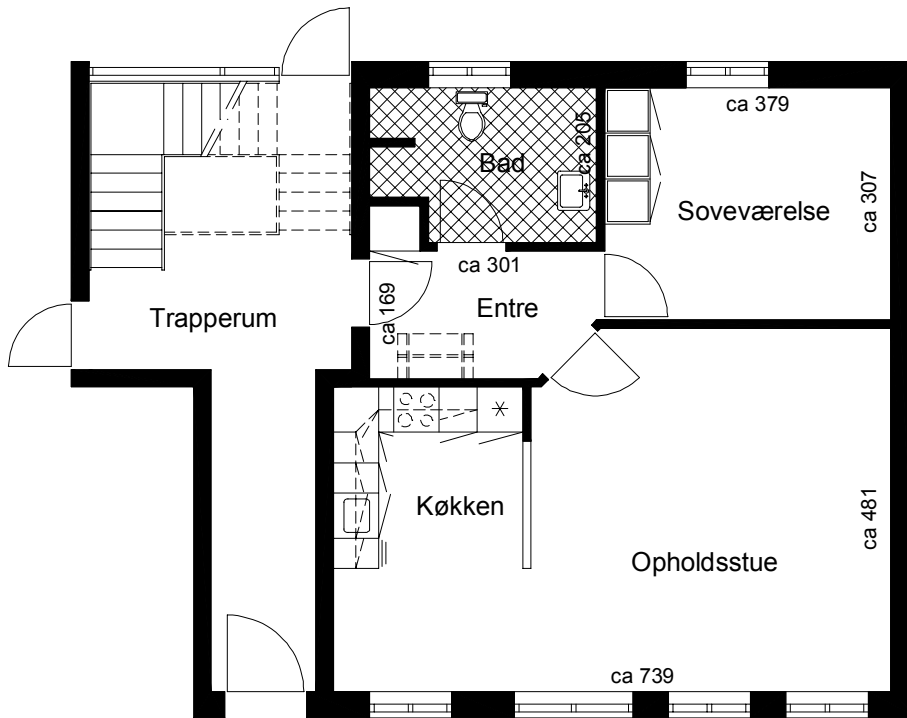 ca 379
ca 205
Bad
ca 307
Soveværelse
ca 301
ca 169
Entre
Trapperum
Køkken
ca 481
Opholdsstue
ca 739